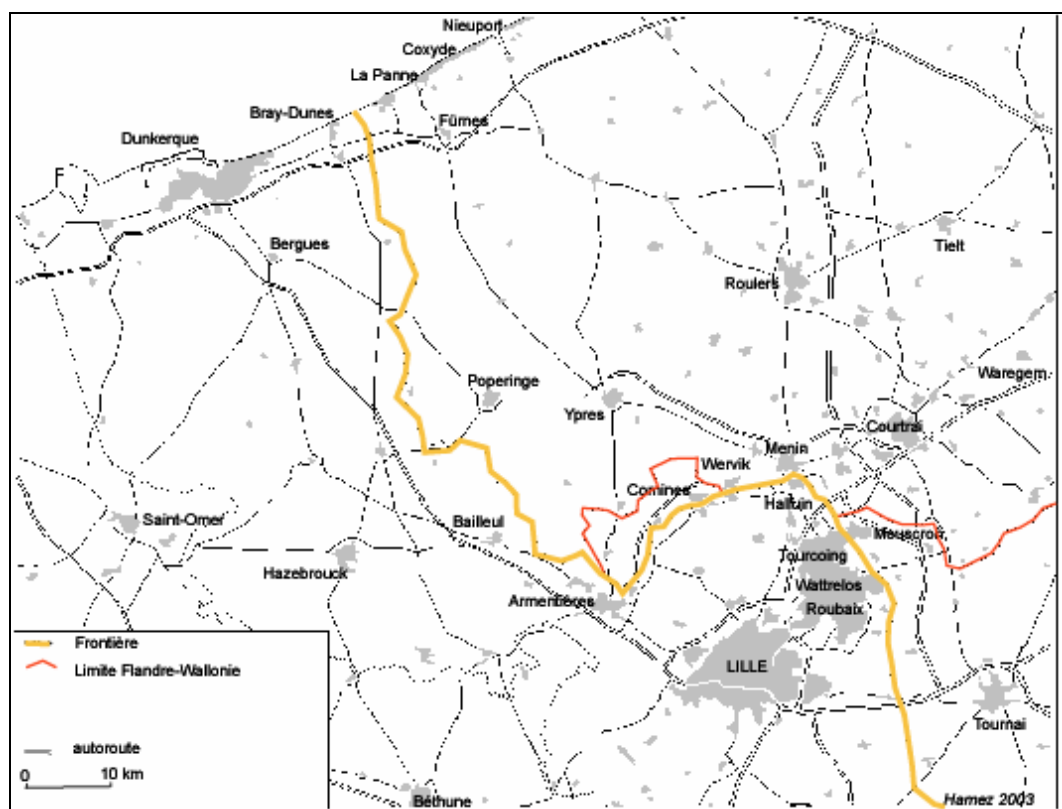 Nieuport
Coxyde
La Panne
Bray-Dunes
Fürnes
Dunkerque
Bergues
Tielt
Roulers
Poperinge
Ypres
Waregem
Courtrai
Menin
Wervik
Comines
Halluin
Saint-Omer
Bailleul
Mouscron
Tourcoing
Hazebrouck
Wattrelos
Armentières
Roubaix
LILLE
Frontière
Limite Flandre-Wallonie
Tournai
autoroute
0 10 km
Béthune
Hamez 2003